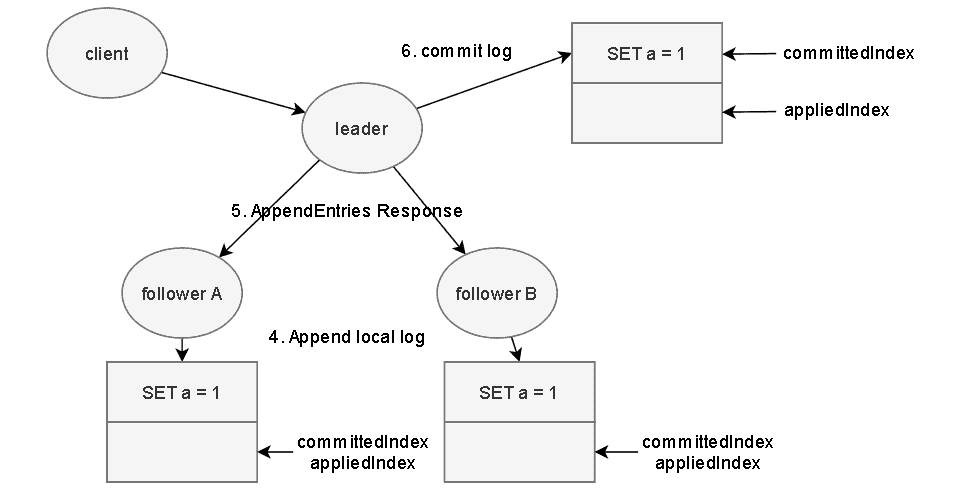 client
6. commit log
SET a = 1
committedIndex
appliedIndex
leader
5. AppendEntries Response
follower A
follower B
4. Append local log
SET a = 1
SET a = 1
committedIndex
appliedIndex
committedIndex
appliedIndex